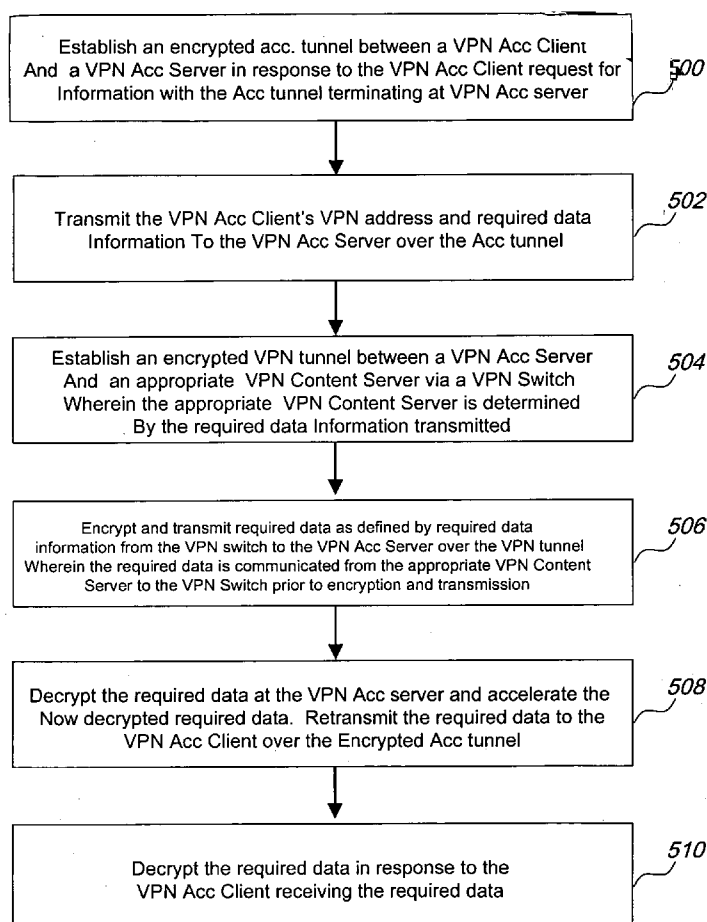 Establish an encrypted acc. tunnel between a VPN Acc Client
And a VPN Acc Server in response to the VPN Acc Client request for
Information with the Acc tunnel terminating at VPN Acc server
500
Transmit the VPN Acc Client's VPN address and required data
Information To the VPN Acc Server over the Acc tunnel
502
Establish an encrypted VPN tunnel between a VPN Acc Server
And an appropriate VPN Content Server via a VPN Switch
Wherein the appropriate VPN Content Server is determined
By the required data Information transmitted
504
Encrypt and transmit required data as defined by required data
information from the VPN switch to the VPN Acc Server over the VPN tunnel
Wherein the required data is communicated from the appropriate VPN Content
Server to the VPN Switch prior to encryption and transmission
506
Decrypt the required data at the VPN Acc server and accelerate the
Now decrypted required data. Retransmit the required data to the
VPN Acc Client over the Encrypted Acc tunnel
508
Decrypt the required data in response to the
VPN Acc Client receiving the required data
510